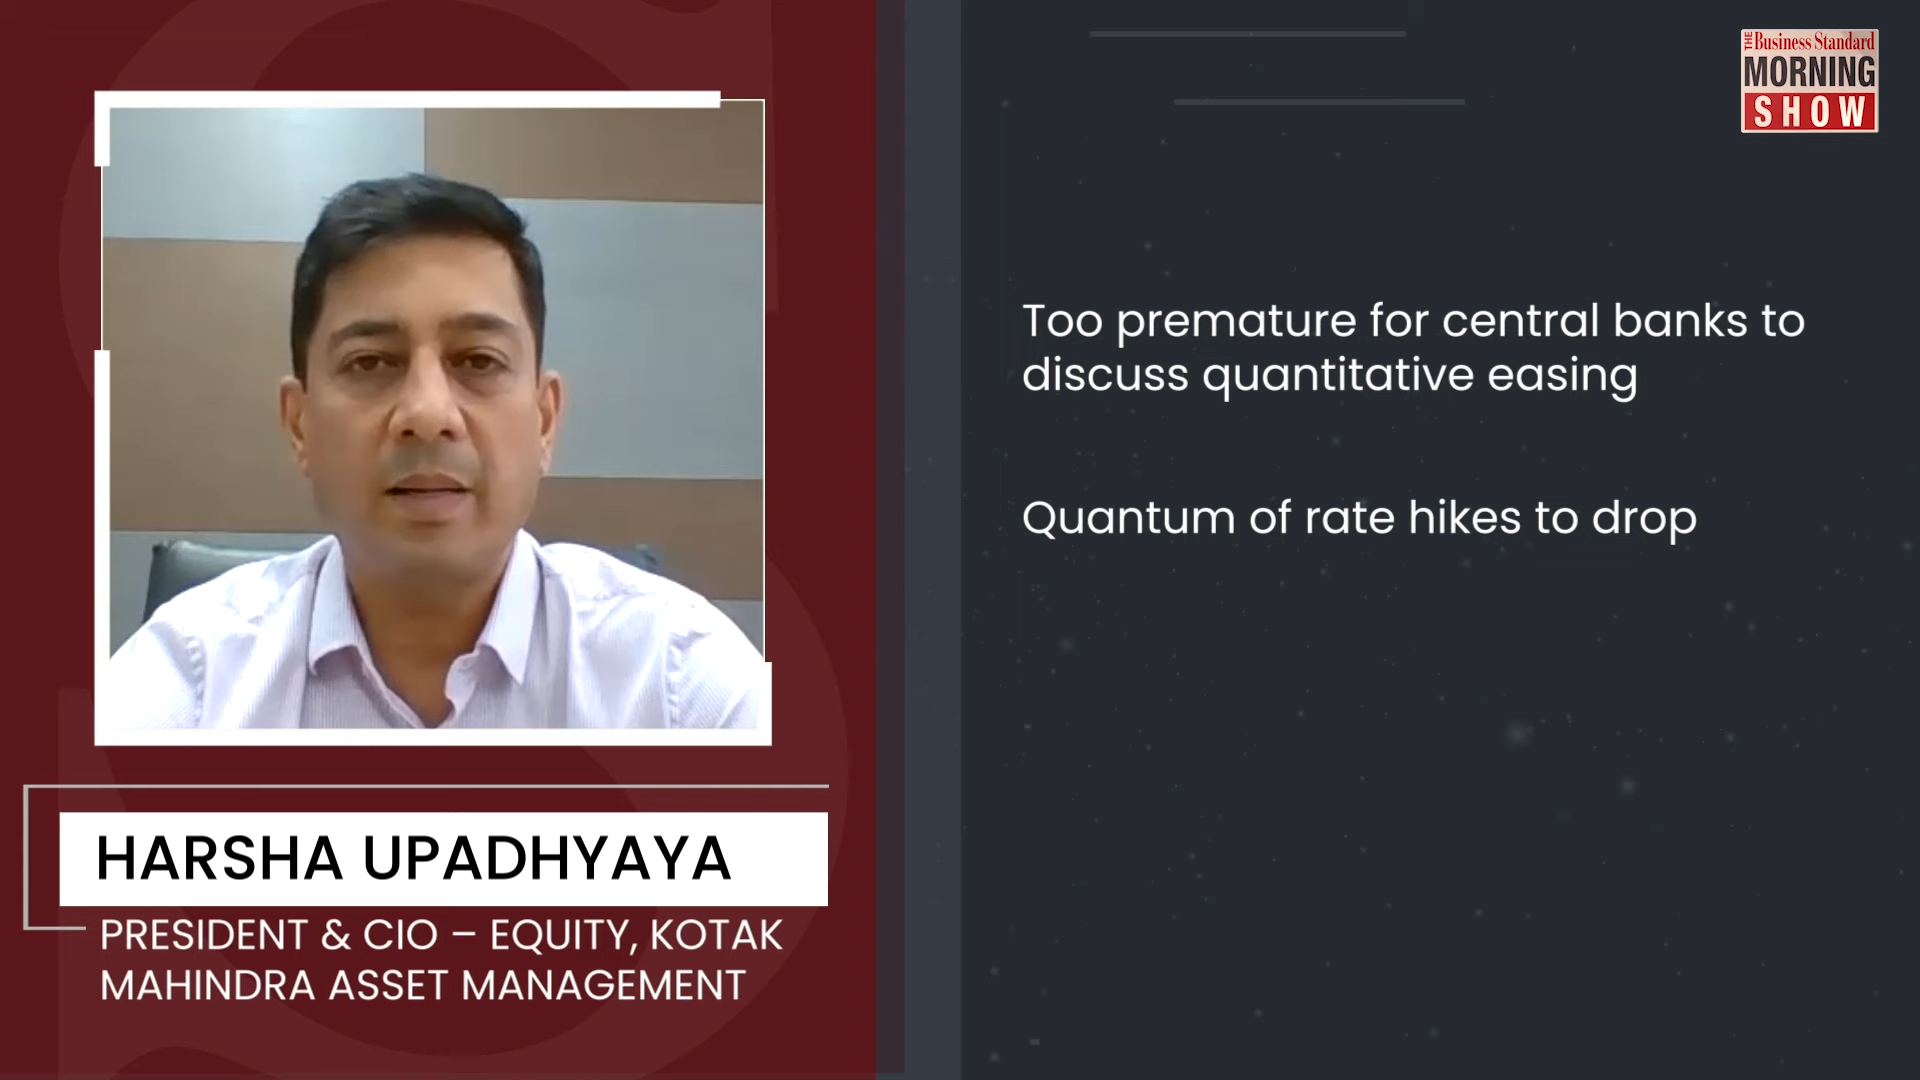 THE Business Standard
MORNING
SHOW
Too premature for central banks to
discuss quantitative easing
Quantum of rate hikes to drop
HARSHA UPADHYAYA
PRESIDENT & CIO – EQUITY, KOTAK
MAHINDRA ASSET MANAGEMENT